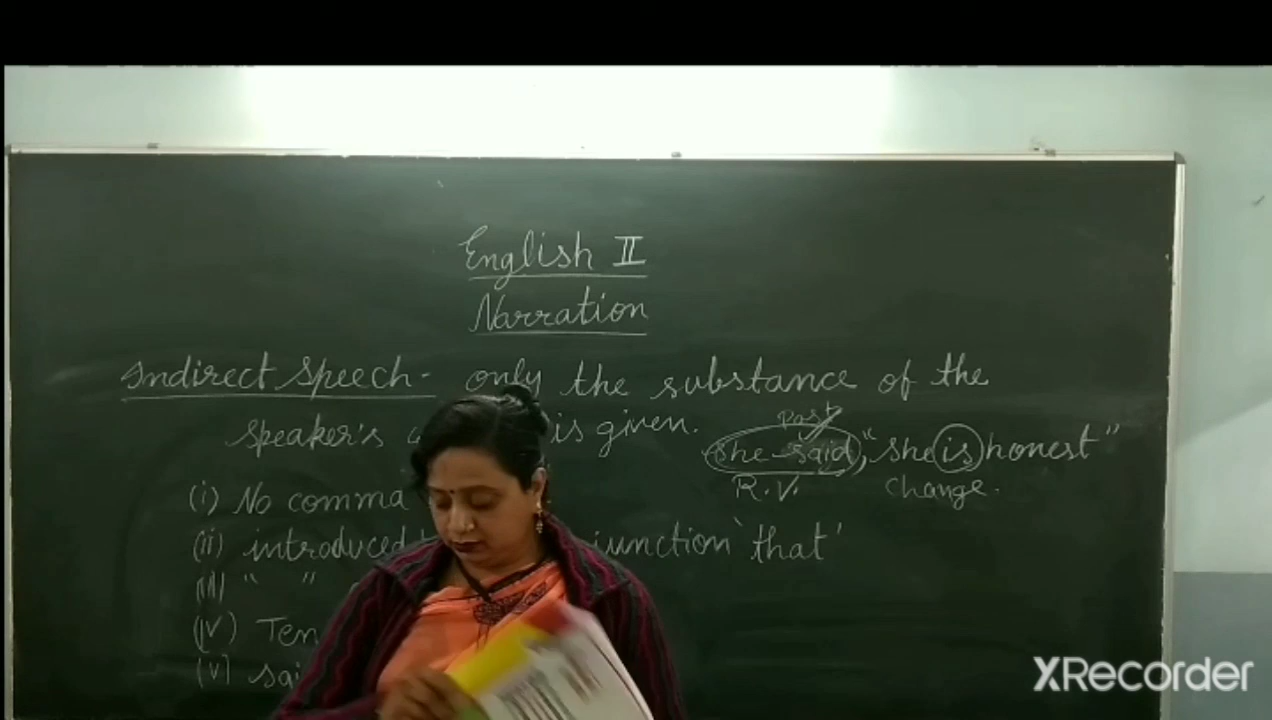 English II
Narration
Indirect Speech - only the substance of the
speaker's is given.
Past
She said, "She is honest"
R.V. change.
(i) No comma
(ii) introduced junction 'that'
(iii) " "
(iv) Ten
(v) sai
XRecorder